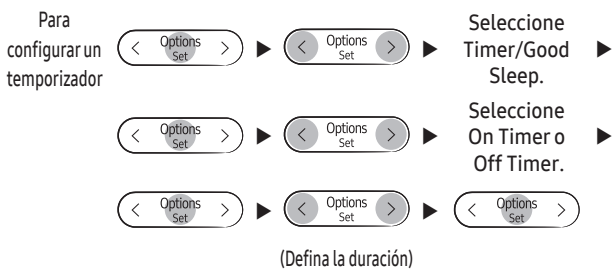 Para
configurar un
temporizador
< Options >
Set
< Options >
Set
Seleccione
Timer/Good
Sleep.
< Options >
Set
< Options >
Set
Seleccione
On Timer o
Off Timer.
< Options >
Set
< Options >
Set
< Options >
Set
(Defina la duración)